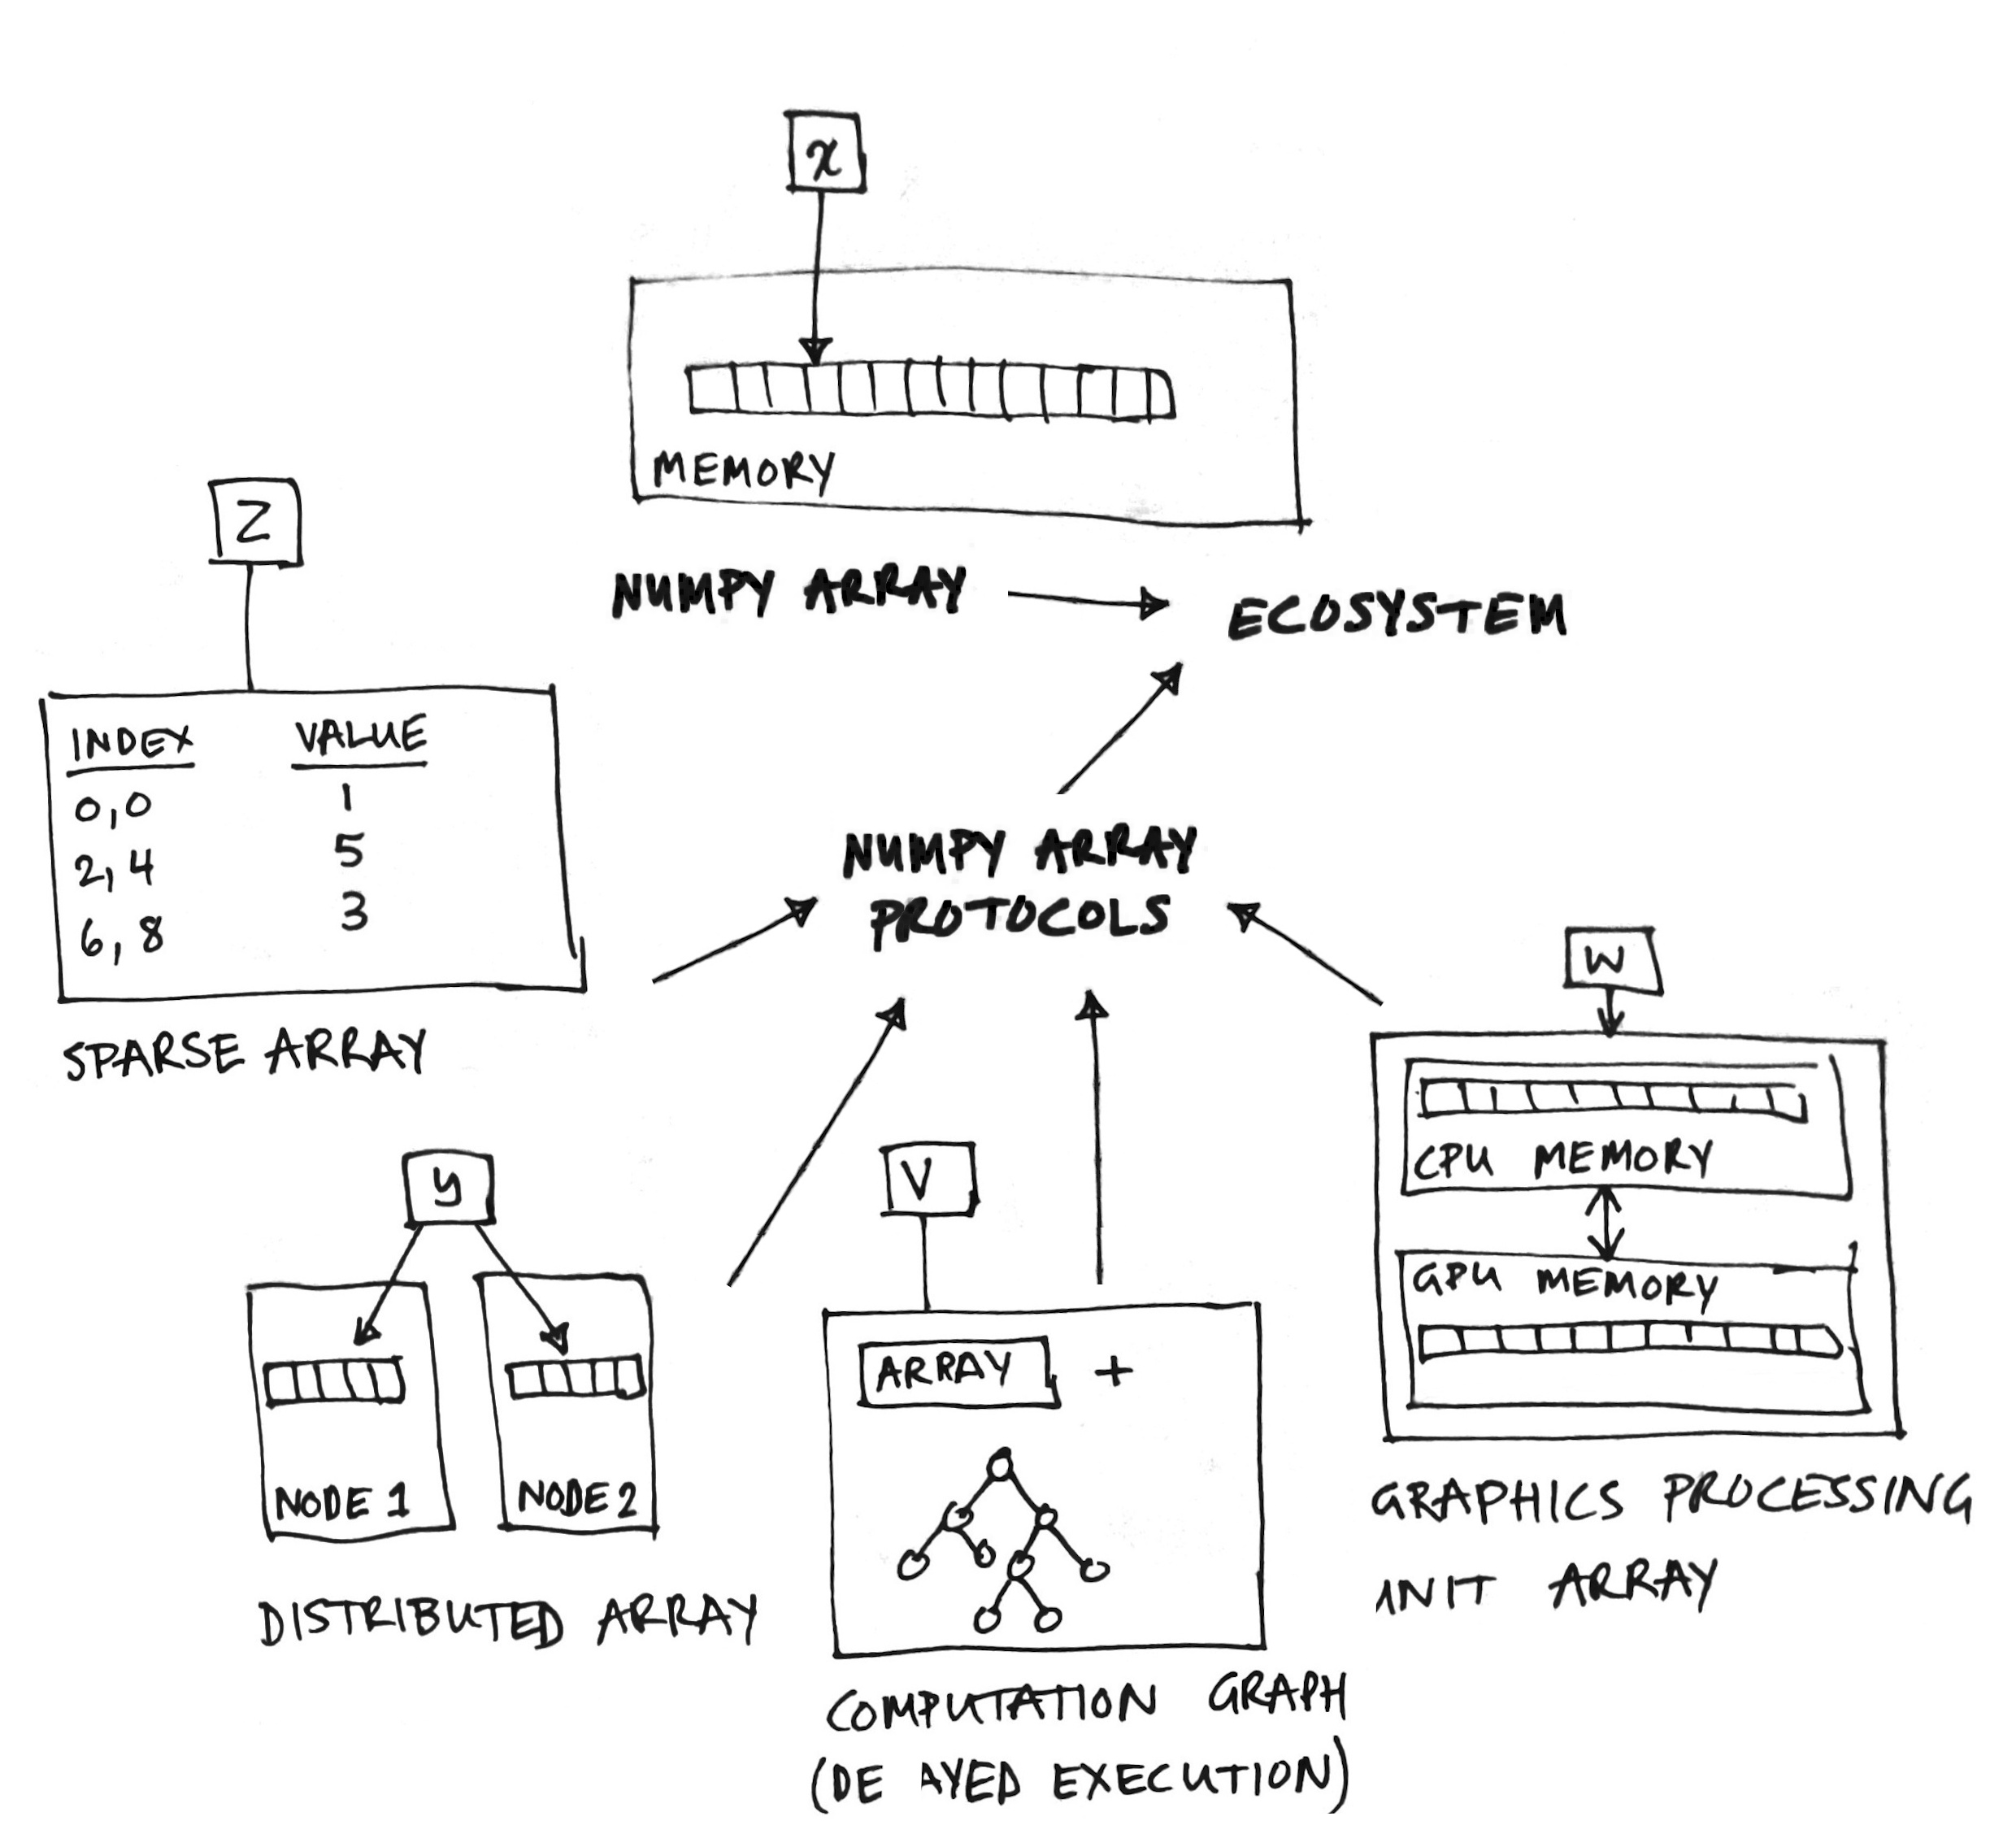 x
MEMORY
NUMPY ARRAY
ECOSYSTEM
Z
INDEX VALUE
0,0 1
2,4 5
6,8 3
SPARSE ARRAY
NUMPY ARRAY
PROTOCOLS
y
NODE 1
NODE 2
DISTRIBUTED ARRAY
V
ARRAY +
COMPUTATION GRAPH
(DE AYED EXECUTION)
W
CPU MEMORY
GPU MEMORY
GRAPHICS PROCESSING
UNIT ARRAY